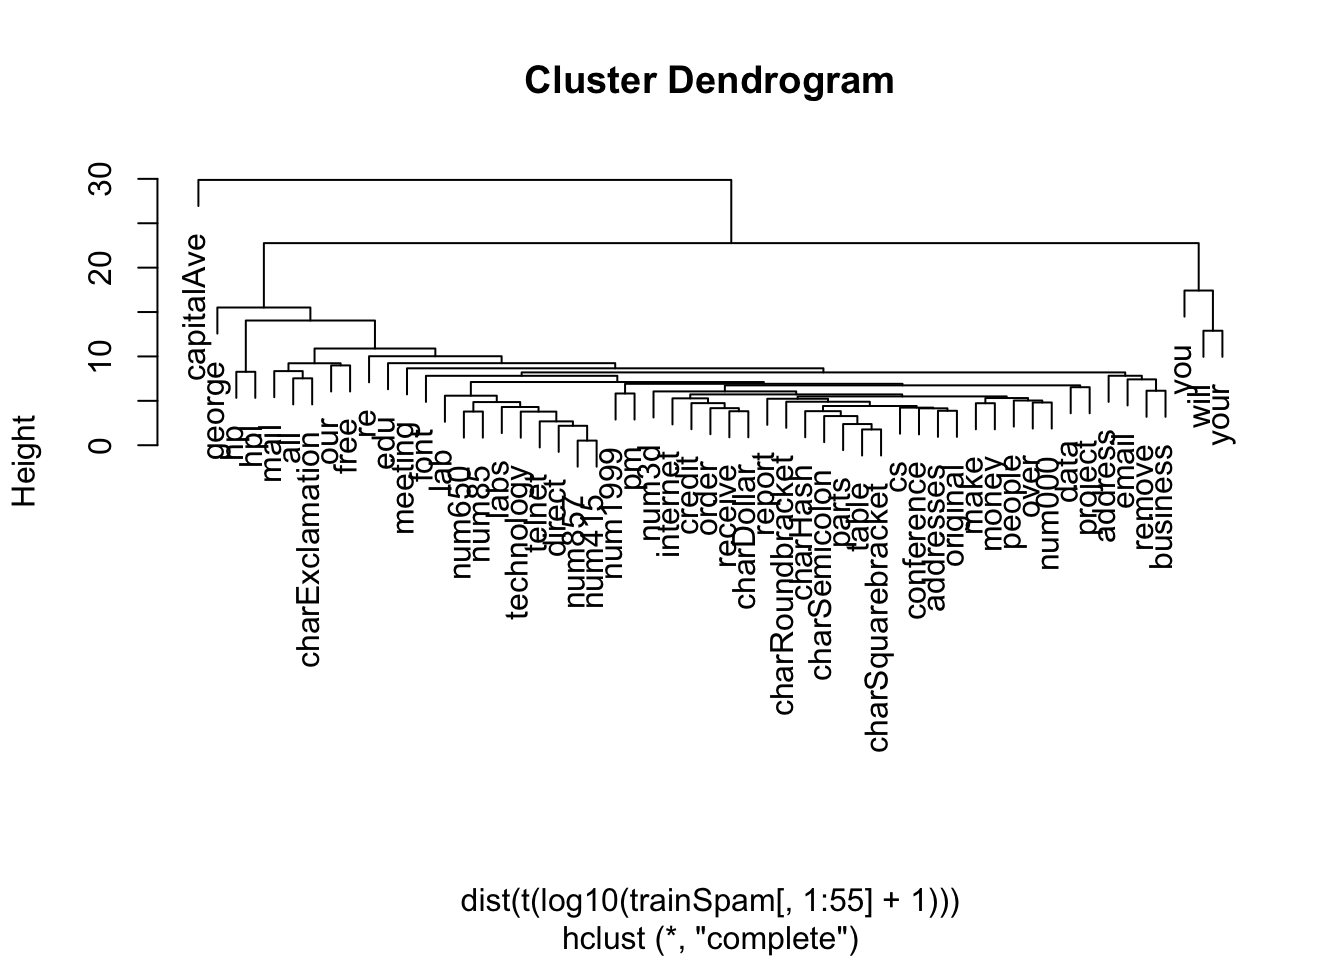 Cluster Dendrogram
Height
0
10
20
30
capitalAve
george
hp
hpl
mail
all
charExclamation
our
free
re
edu
meeting
font
lab
num650
num85
labs
technology
telnet
direct
num857
num415
num1999
pm
num3d
internet
credit
order
receive
charDollar
report
charRoundbracket
charHash
charSemicolon
parts
table
charSquarebracket
cs
conference
addresses
original
make
money
people
over
num000
data
project
address
email
remove
business
you
will
your
dist(t(log10(trainSpam[, 1:55] + 1)))
hclust (*, "complete")